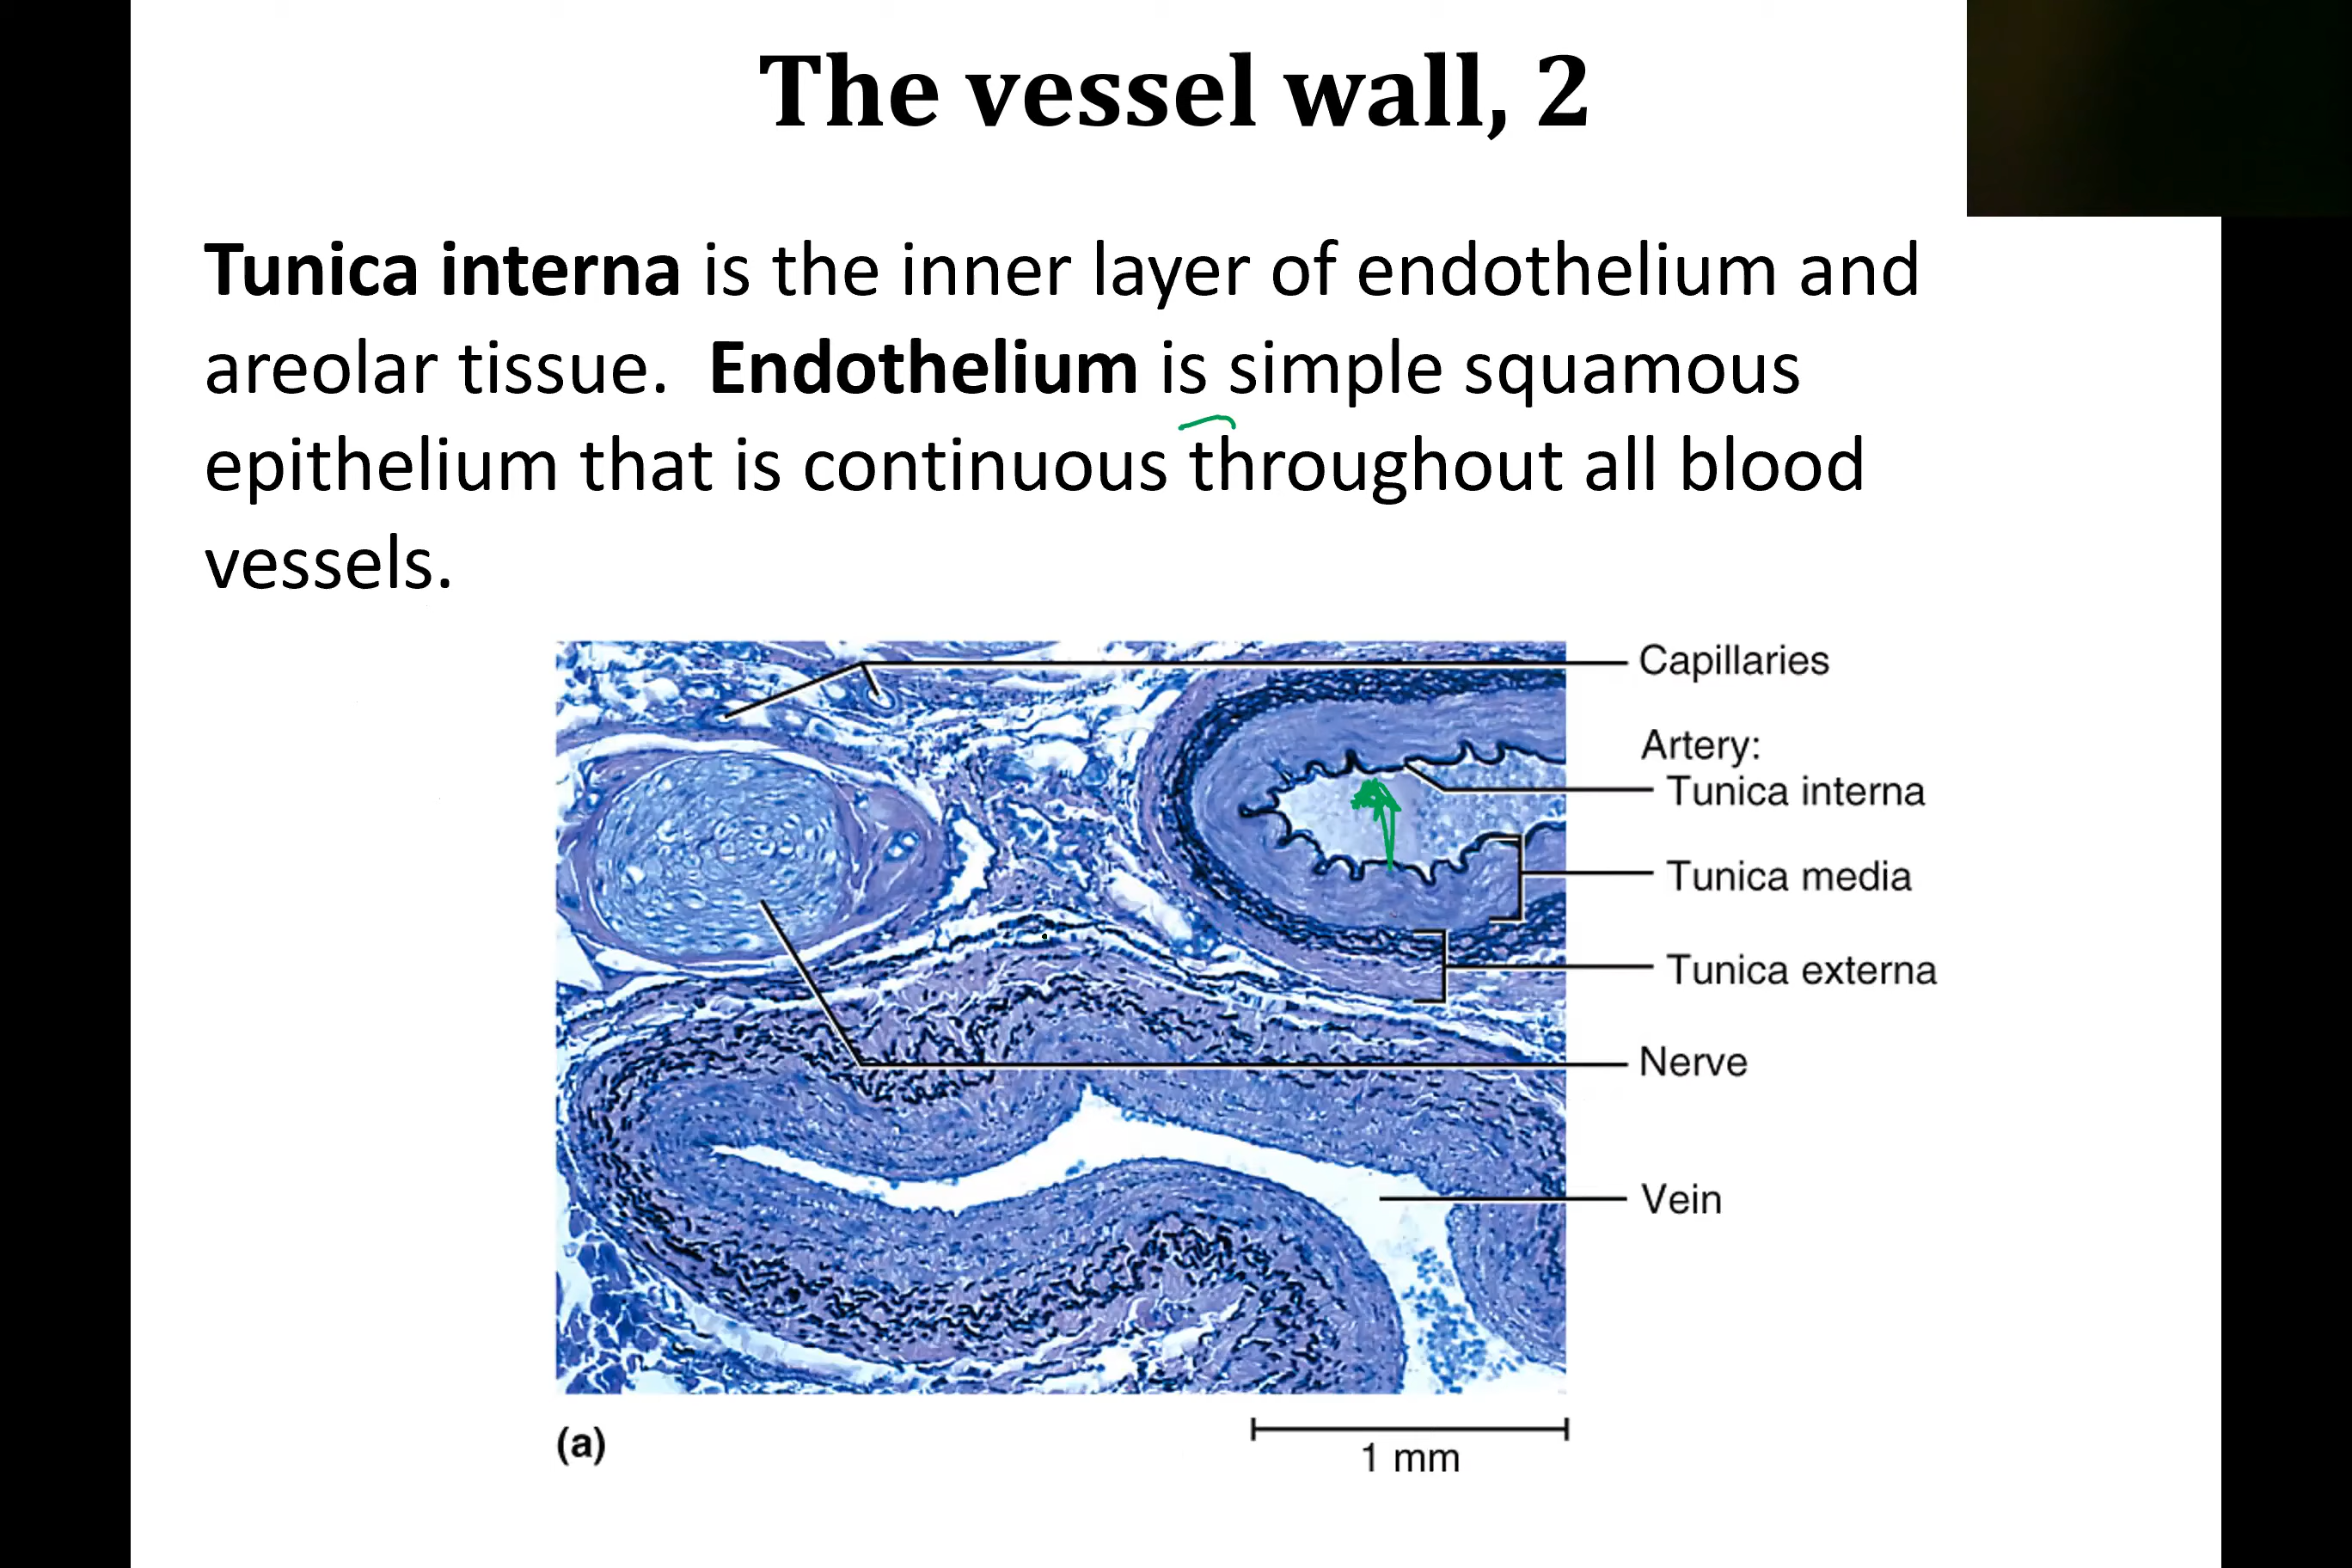 The vessel wall, 2
Tunica interna is the inner layer of endothelium and
areolar tissue. Endothelium is simple squamous
epithelium that is continuous throughout all blood
vessels.
Capillaries
Artery:
Tunica interna
Tunica media
Tunica externa
Nerve
Vein
(a)
1 mm